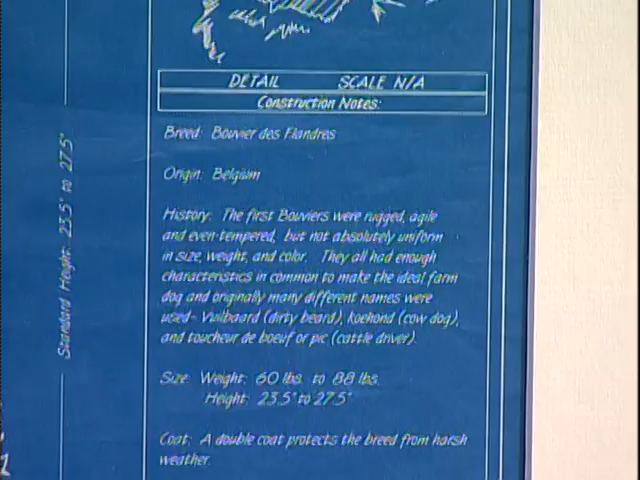 DETAIL SCALE N/A
Construction Notes:
Breed: Bouvier des Flandres
Origin: Belgium
History: The first Bouviers were rugged, agile
and even-tempered, but not absolutely uniform
in size, weight, and color. They all had enough
characteristics in common to make the ideal farm
dog and originally many different names were
used- Vuilbaard (dirty beard), koehond (cow dog),
and toucheur de boeuf or pic (cattle driver).
Size: Weight: 60 lbs. to 88 lbs.
Height: 23.5" to 27.5"
Coat: A double coat protects the breed from harsh
weather.
Standard Height: 23.5" to 27.5"